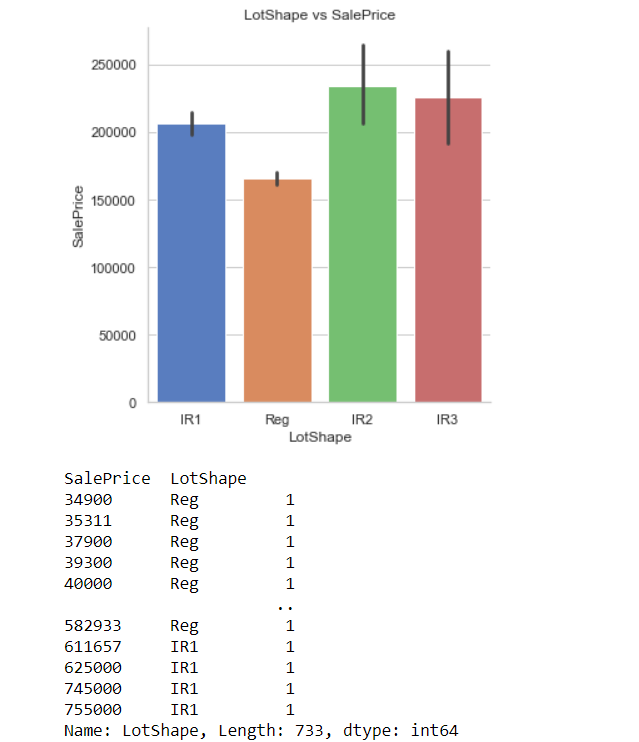 LotShape vs SalePrice
250000
200000
150000
100000
50000
0
SalePrice
IR1 Reg IR2 IR3
LotShape
SalePrice LotShape
34900 Reg 1
35311 Reg 1
37900 Reg 1
39300 Reg 1
40000 Reg 1
..
582933 Reg 1
611657 IR1 1
625000 IR1 1
745000 IR1 1
755000 IR1 1
Name: LotShape, Length: 733, dtype: int64